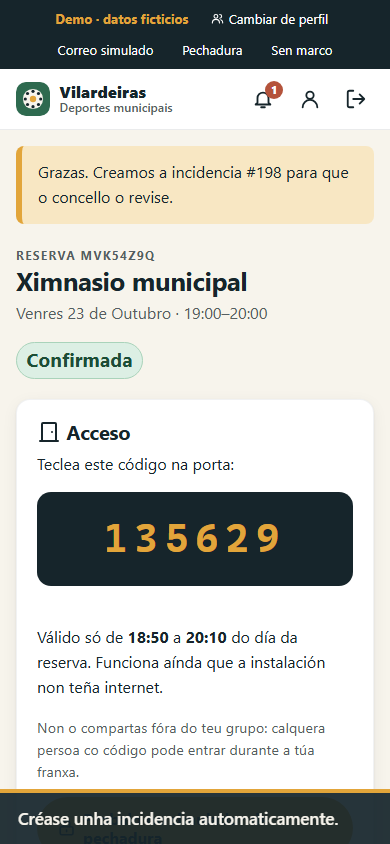 Demo · datos ficticios
Cambiar de perfil
Correo simulado
Pechadura
Sen marco
Vilardeiras
Deportes municipais
1
Grazas. Creamos a incidencia #198 para que
o concello o revise.
RESERVA MVK54Z9Q
Ximnasio municipal
Venres 23 de Outubro · 19:00–20:00
Confirmada
Acceso
Teclea este código na porta:
135629
Válido só de 18:50 a 20:10 do día da
reserva. Funciona aínda que a instalación
non teña internet.
Non o compartas fóra do teu grupo: calquera
persoa co código pode entrar durante a túa
franxa.
Créase unha incidencia automaticamente.
pechadura